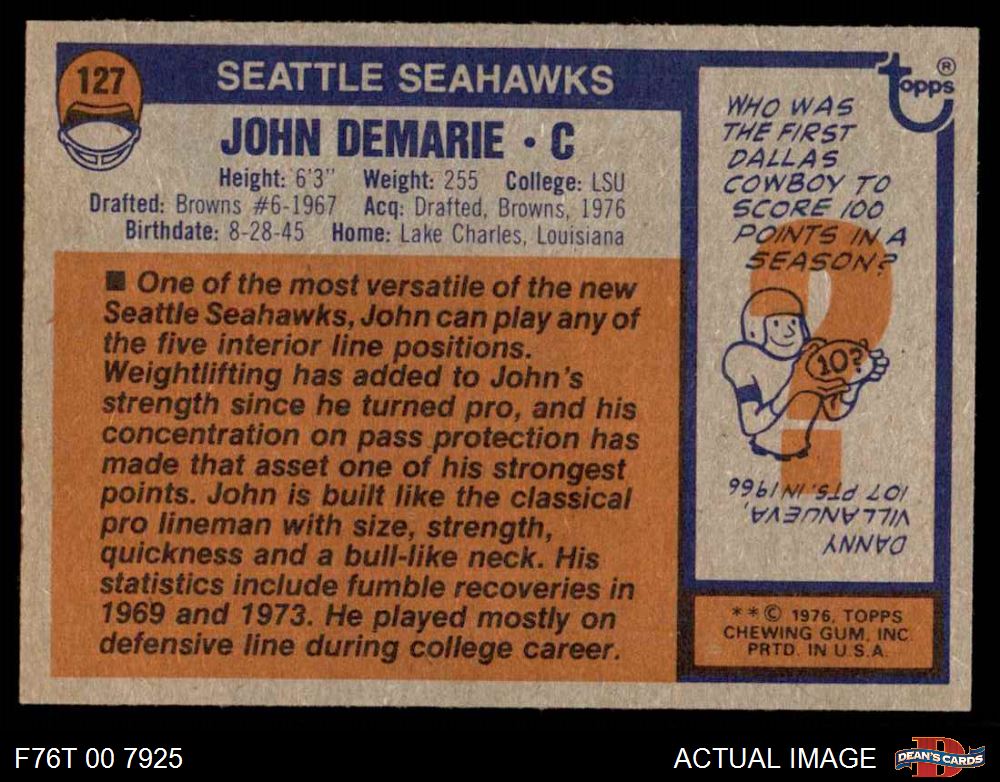 127
SEATTLE SEAHAWKS
JOHN DEMARIE • C
Height: 6'3" Weight: 255 College: LSU
Drafted: Browns #6-1967 Acq: Drafted, Browns, 1976
Birthdate: 8-28-45 Home: Lake Charles, Louisiana
■ One of the most versatile of the new
Seattle Seahawks, John can play any of
the five interior line positions.
Weightlifting has added to John's
strength since he turned pro, and his
concentration on pass protection has
made that asset one of his strongest
points. John is built like the classical
pro lineman with size, strength,
quickness and a bull-like neck. His
statistics include fumble recoveries in
1969 and 1973. He played mostly on
defensive line during college career.
topps ®
WHO WAS
THE FIRST
DALLAS
COWBOY TO
SCORE 100
POINTS IN A
SEASON?
?
10?
DANNY
VILLANUEVA,
107 PTS. IN 1966
**© 1976, TOPPS
CHEWING GUM, INC.
PRTD. IN U.S.A.
F76T 00 7925
ACTUAL IMAGE
D
DEAN'S CARDS